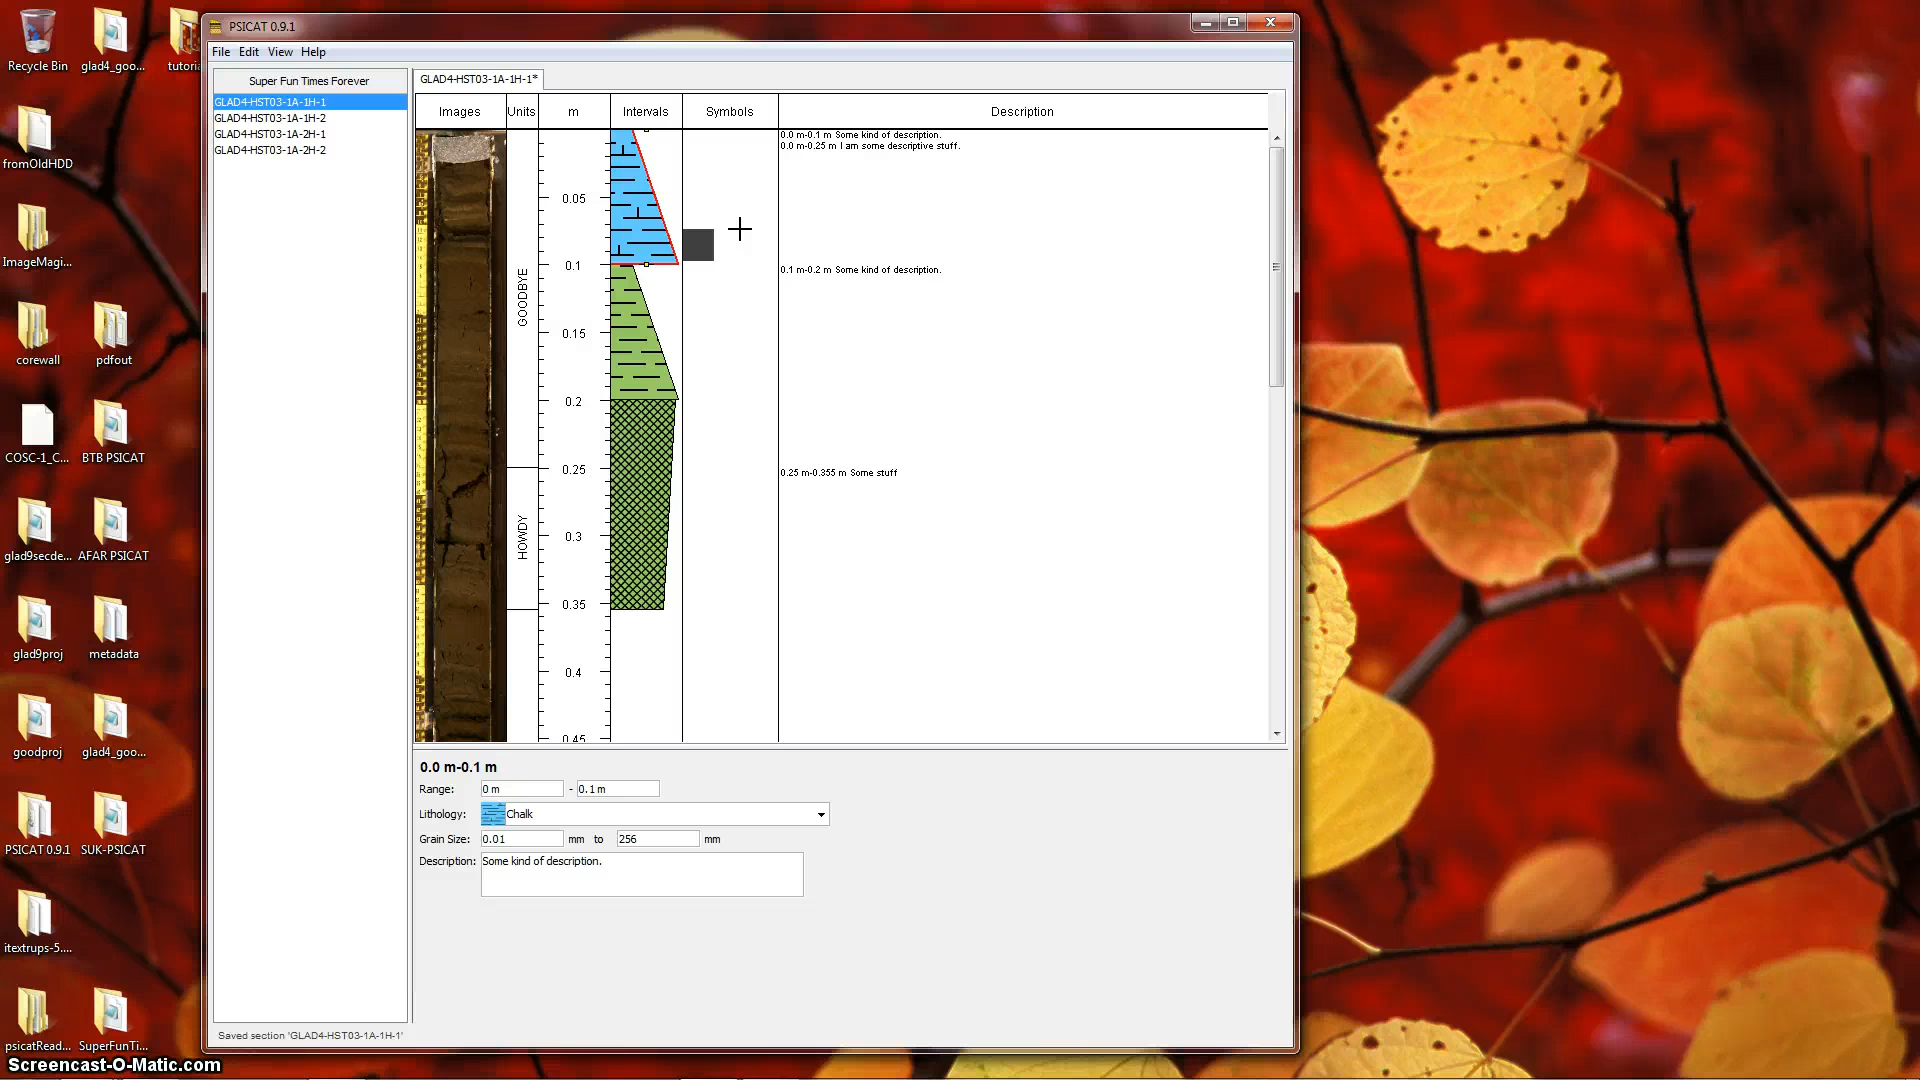 PSICAT 0.9.1
File Edit View Help
Super Fun Times Forever
GLAD4-HST03-1A-1H-1
GLAD4-HST03-1A-1H-2
GLAD4-HST03-1A-2H-1
GLAD4-HST03-1A-2H-2
GLAD4-HST03-1A-1H-1*
Images Units m Intervals Symbols Description
0.0 m-0.1 m Some kind of description.
0.0 m-0.25 m I am some descriptive stuff.
0.05
0.1
0.1 m-0.2 m Some kind of description.
GOODBYE
0.15
0.2
0.25
0.25 m-0.355 m Some stuff
HOWDY
0.3
0.35
0.4
0.45
0.0 m-0.1 m
Range: 0 m - 0.1 m
Lithology: Chalk
Grain Size: 0.01 mm to 256 mm
Description: Some kind of description.
Saved section 'GLAD4-HST03-1A-1H-1'
Recycle Bin
glad4_goo...
tutoria
fromOldHDD
ImageMagi...
corewall
pdfout
COSC-1_C...
BTB PSICAT
glad9secde...
AFAR PSICAT
glad9proj
metadata
goodproj
glad4_goo...
PSICAT 0.9.1
SUK-PSICAT
itextrups-5....
psicatRead...
SuperFunTi...
Screencast-O-Matic.com